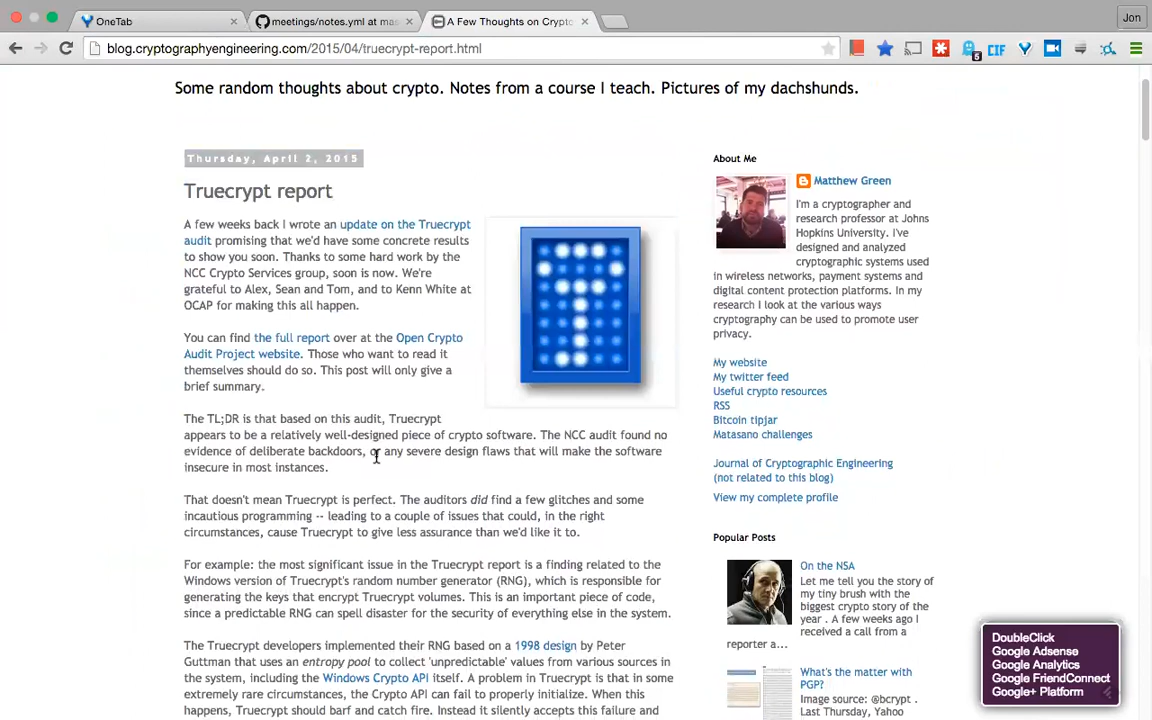 OneTab
meetings/notes.yml at mas
A Few Thoughts on Crypto
Jon
blog.cryptographyengineering.com/2015/04/truecrypt-report.html
5
CIF
Some random thoughts about crypto. Notes from a course I teach. Pictures of my dachshunds.
Thursday, April 2, 2015
Truecrypt report
A few weeks back I wrote an update on the Truecrypt
audit promising that we'd have some concrete results
to show you soon. Thanks to some hard work by the
NCC Crypto Services group, soon is now. We're
grateful to Alex, Sean and Tom, and to Kenn White at
OCAP for making this all happen.
You can find the full report over at the Open Crypto
Audit Project website. Those who want to read it
themselves should do so. This post will only give a
brief summary.
The TL;DR is that based on this audit, Truecrypt
appears to be a relatively well-designed piece of crypto software. The NCC audit found no
evidence of deliberate backdoors, or any severe design flaws that will make the software
insecure in most instances.
That doesn't mean Truecrypt is perfect. The auditors did find a few glitches and some
incautious programming -- leading to a couple of issues that could, in the right
circumstances, cause Truecrypt to give less assurance than we'd like it to.
For example: the most significant issue in the Truecrypt report is a finding related to the
Windows version of Truecrypt's random number generator (RNG), which is responsible for
generating the keys that encrypt Truecrypt volumes. This is an important piece of code,
since a predictable RNG can spell disaster for the security of everything else in the system.
The Truecrypt developers implemented their RNG based on a 1998 design by Peter
Guttman that uses an entropy pool to collect 'unpredictable' values from various sources in
the system, including the Windows Crypto API itself. A problem in Truecrypt is that in some
extremely rare circumstances, the Crypto API can fail to properly initialize. When this
happens, Truecrypt should barf and catch fire. Instead it silently accepts this failure and
About Me
Matthew Green
I'm a cryptographer and
research professor at Johns
Hopkins University. I've
designed and analyzed
cryptographic systems used
in wireless networks, payment systems and
digital content protection platforms. In my
research I look at the various ways
cryptography can be used to promote user
privacy.
My website
My twitter feed
Useful crypto resources
RSS
Bitcoin tipjar
Matasano challenges
Journal of Cryptographic Engineering
(not related to this blog)
View my complete profile
Popular Posts
On the NSA
Let me tell you the story of
my tiny brush with the
biggest crypto story of the
year . A few weeks ago I
received a call from a
reporter a...
What's the matter with
PGP?
Image source: @bcrypt .
Last Thursday, Yahoo
DoubleClick
Google Adsense
Google Analytics
Google FriendConnect
Google+ Platform